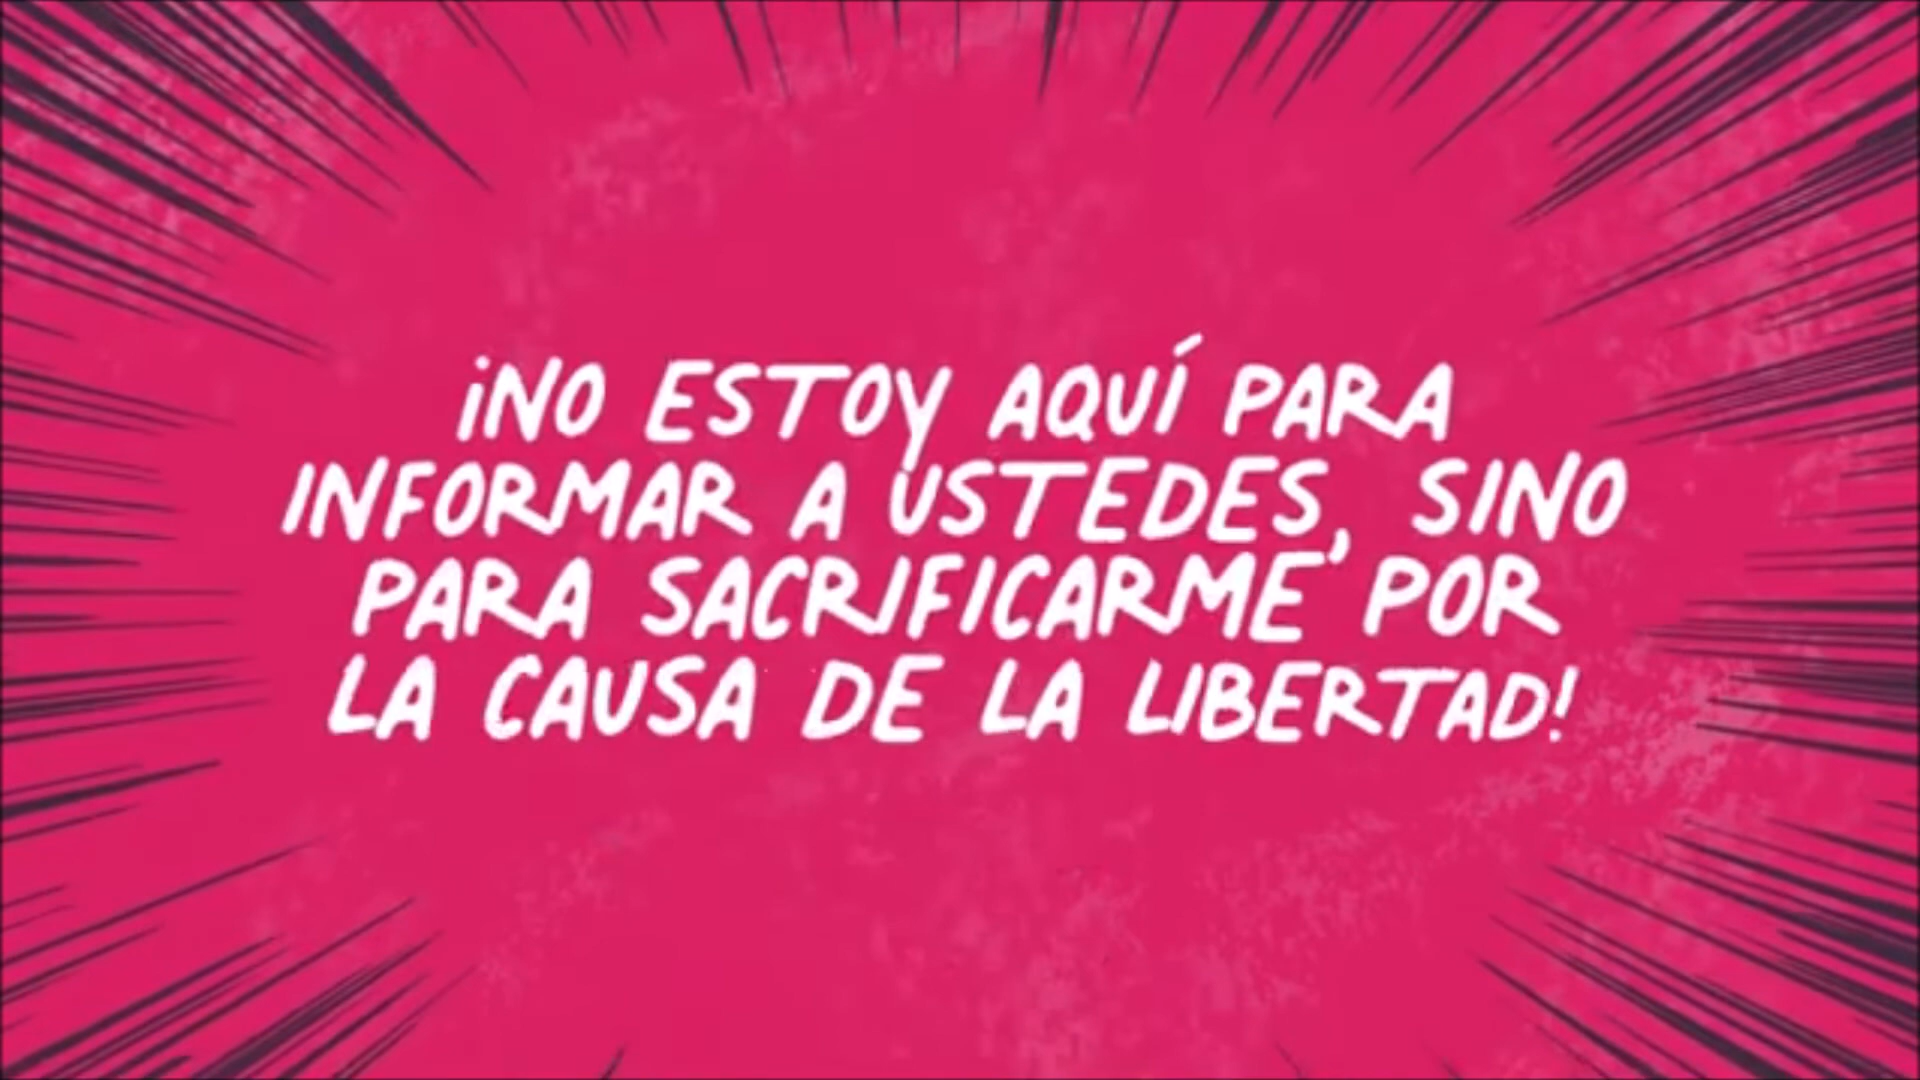 ¡NO ESTOY AQUÍ PARA
INFORMAR A USTEDES, SINO
PARA SACRIFICARME POR
LA CAUSA DE LA LIBERTAD!